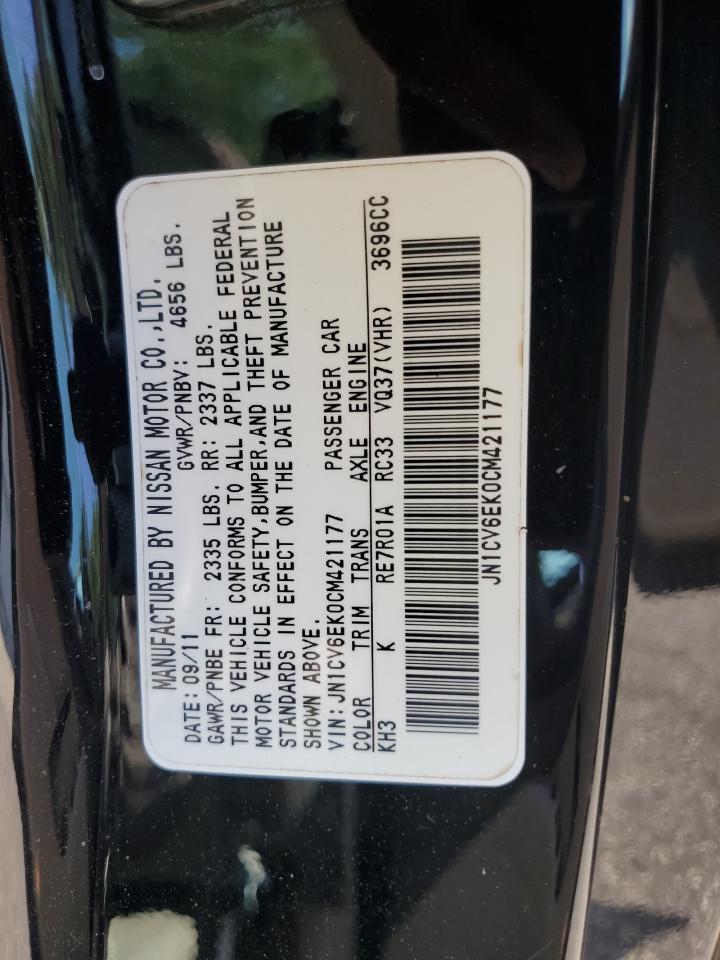 MANUFACTURED BY NISSAN MOTOR CO.,LTD.
DATE: 09/11 GVWR/PNBV: 4656 LBS.
GAWR/PNBE FR: 2335 LBS. RR: 2337 LBS.
THIS VEHICLE CONFORMS TO ALL APPLICABLE FEDERAL
MOTOR VEHICLE SAFETY,BUMPER,AND THEFT PREVENTION
STANDARDS IN EFFECT ON THE DATE OF MANUFACTURE
SHOWN ABOVE.
VIN:JN1CV6EK0CM421177 PASSENGER CAR
COLOR TRIM TRANS AXLE ENGINE
KH3 K RE7R01A RC33 VQ37(VHR) 3696CC
JN1CV6EK0CM421177